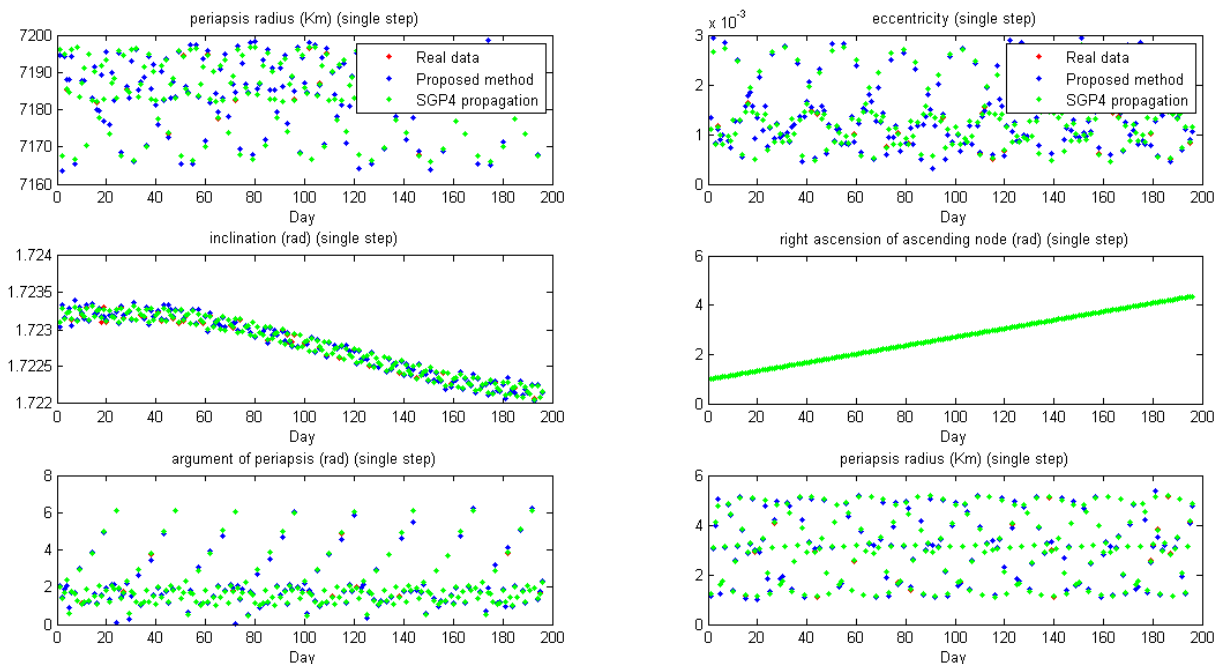 periapsis radius (Km) (single step)
7200
7190
7180
7170
7160
0 20 40 60 80 100 120 140 160 180 200
Day
Real data
Proposed method
SGP4 propagation
eccentricity (single step)
x 10^-3
3
2
1
0
0 20 40 60 80 100 120 140 160 180 200
Day
Real data
Proposed method
SGP4 propagation
inclination (rad) (single step)
1.724
1.7235
1.723
1.7225
1.722
0 20 40 60 80 100 120 140 160 180 200
Day
right ascension of ascending node (rad) (single step)
6
4
2
0
0 20 40 60 80 100 120 140 160 180 200
Day
argument of periapsis (rad) (single step)
8
6
4
2
0
0 20 40 60 80 100 120 140 160 180 200
Day
periapsis radius (Km) (single step)
6
4
2
0
0 20 40 60 80 100 120 140 160 180 200
Day